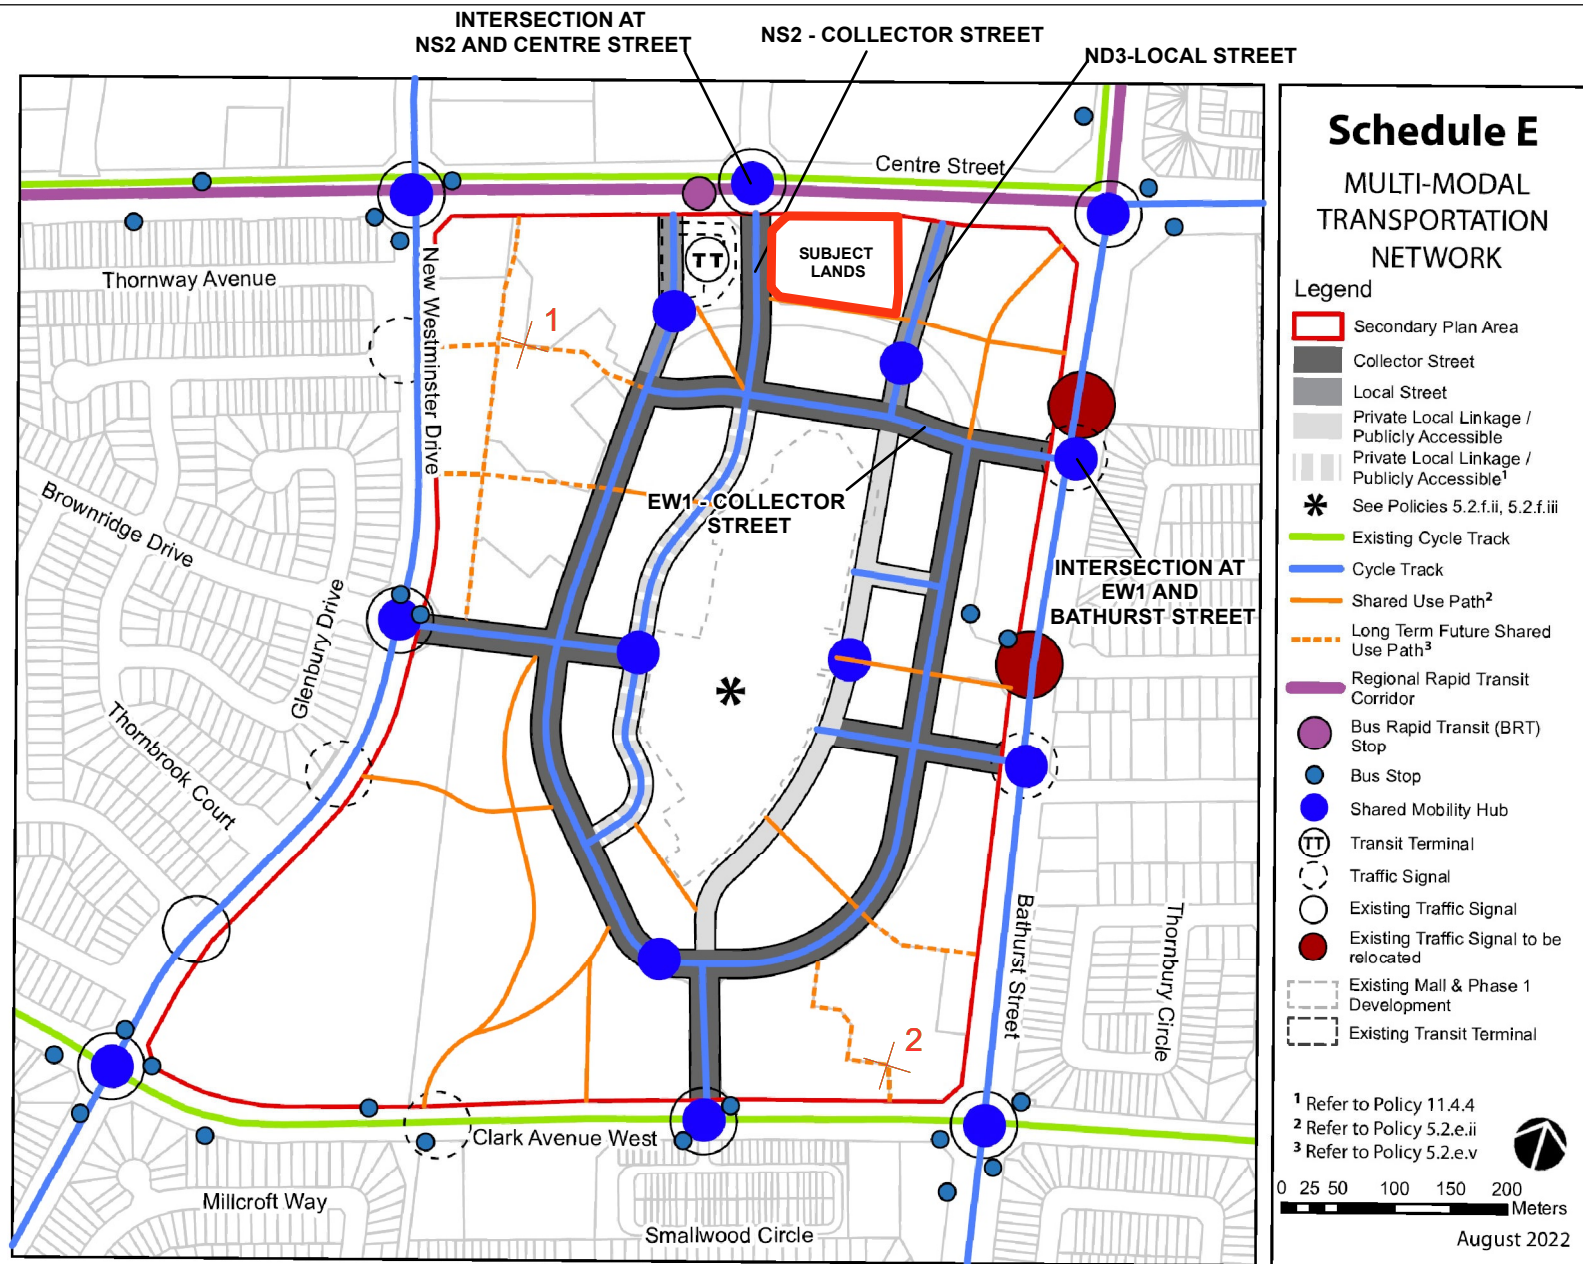 INTERSECTION AT
NS2 AND CENTRE STREET
NS2 - COLLECTOR STREET
ND3-LOCAL STREET
Centre Street
SUBJECT
LANDS
TT
Thornway Avenue
New Westminster Drive
1
Brownridge Drive
EW1 - COLLECTOR
STREET
INTERSECTION AT
EW1 AND
BATHURST STREET
Glenbury Drive
*
Thornbrook Court
Bathurst Street
Thornbury Circle
2
Clark Avenue West
Millcroft Way
Smallwood Circle
Schedule E
MULTI-MODAL
TRANSPORTATION
NETWORK
Legend
Secondary Plan Area
Collector Street
Local Street
Private Local Linkage /
Publicly Accessible
Private Local Linkage /
Publicly Accessible¹
* See Policies 5.2.f.ii, 5.2.f.iii
Existing Cycle Track
Cycle Track
Shared Use Path²
Long Term Future Shared
Use Path³
Regional Rapid Transit
Corridor
Bus Rapid Transit (BRT)
Stop
Bus Stop
Shared Mobility Hub
TT Transit Terminal
Traffic Signal
Existing Traffic Signal
Existing Traffic Signal to be
relocated
Existing Mall & Phase 1
Development
Existing Transit Terminal
¹ Refer to Policy 11.4.4
² Refer to Policy 5.2.e.ii
³ Refer to Policy 5.2.e.v
0 25 50 100 150 200
Meters
August 2022